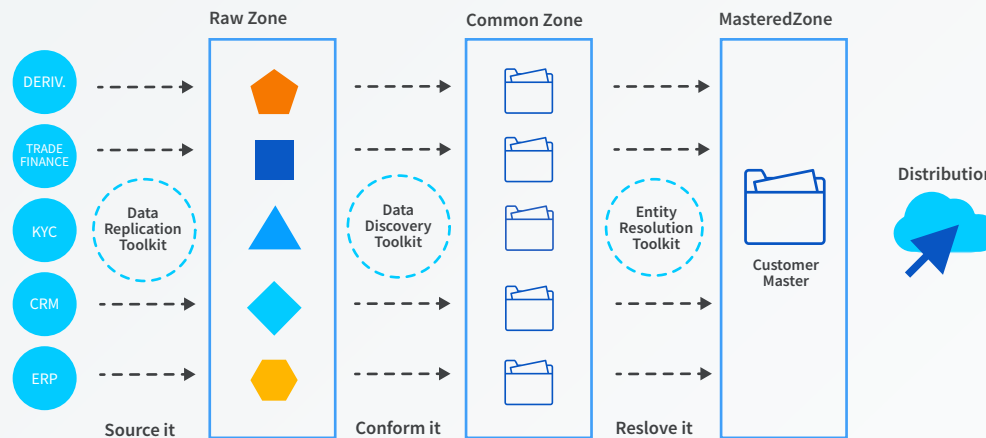 Raw Zone
Common Zone
MasteredZone
DERIV.
TRADE
FINANCE
KYC
CRM
ERP
Data
Replication
Toolkit
Data
Discovery
Toolkit
Entity
Resolution
Toolkit
Customer
Master
Distribution
Source it
Conform it
Reslove it